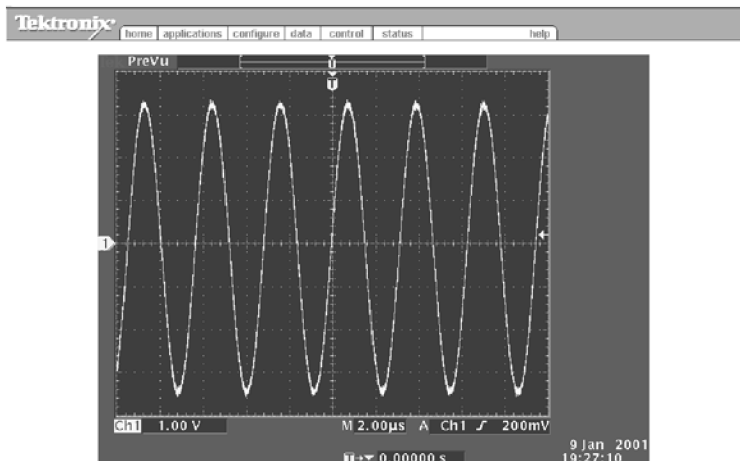 Tektronix
home applications configure data control status help
PreVu
T
T
1
Ch1 1.00 V M 2.00µs A Ch1 200mV
9 Jan 2001
T 0.00000 s 19:27:10